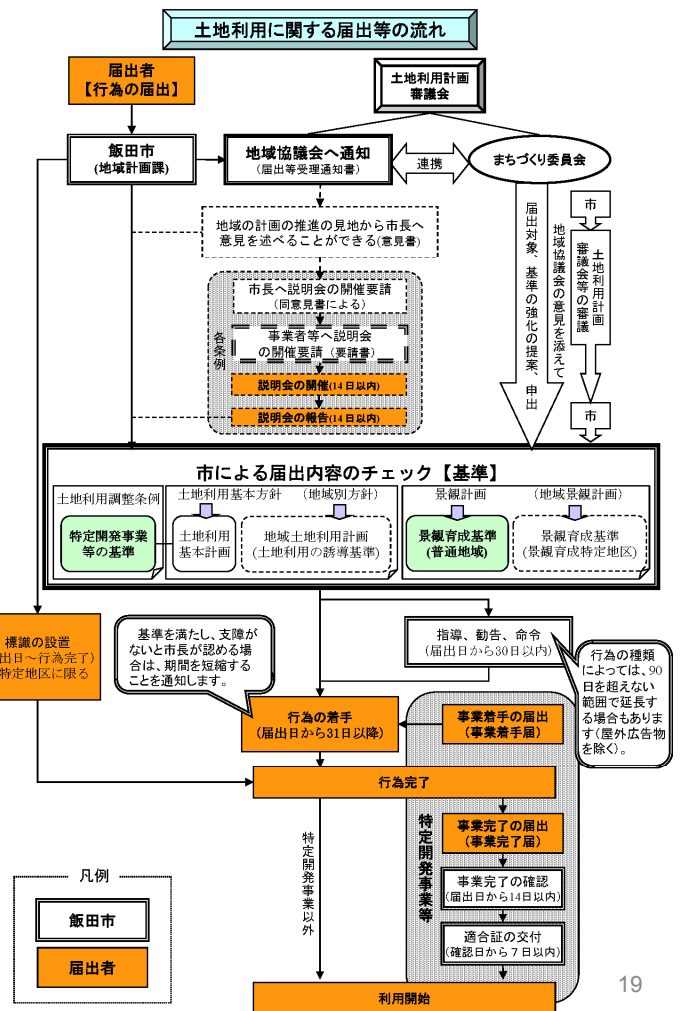 土地利用に関する届出等の流れ
届出者
【行為の届出】
土地利用計画
審議会
飯田市
(地域計画課)
地域協議会へ通知
(届出等受理通知書)
連携
まちづくり委員会
地域の計画の推進の見地から市長へ
意見を述べることができる(意見書)
各条例
市長へ説明会の開催要請
(同意見書による)
事業者等へ説明会
の開催要請(要請書)
説明会の開催(14日以内)
説明会の報告(14日以内)
地域協議会の意見を添えて
届出対象、基準の強化の提案、申出
市
土地利用計画
審議会等の審議
市
市による届出内容のチェック【基準】
土地利用調整条例
特定開発事業
等の基準
土地利用基本方針
(地域別方針)
土地利用
基本計画
地域土地利用計画
(土地利用の誘導基準)
景観計画
(地域景観計画)
景観育成基準
(普通地域)
景観育成基準
(景観育成特定地区)
標識の設置
出日~行為完了)
特定地区に限る
基準を満たし、支障が
ないと市長が認める場
合は、期間を短縮する
ことを通知します。
指導、勧告、命令
(届出日から30日以内)
行為の種類
によっては、90
日を超えない
範囲で延長す
る場合もありま
す(屋外広告物
を除く)。
行為の着手
(届出日から31日以降)
事業着手の届出
(事業着手届)
行為完了
特定開発事業以外
特定開発事業等
事業完了の届出
(事業完了届)
事業完了の確認
(届出日から14日以内)
適合証の交付
(確認日から7日以内)
利用開始
凡例
飯田市
届出者
19